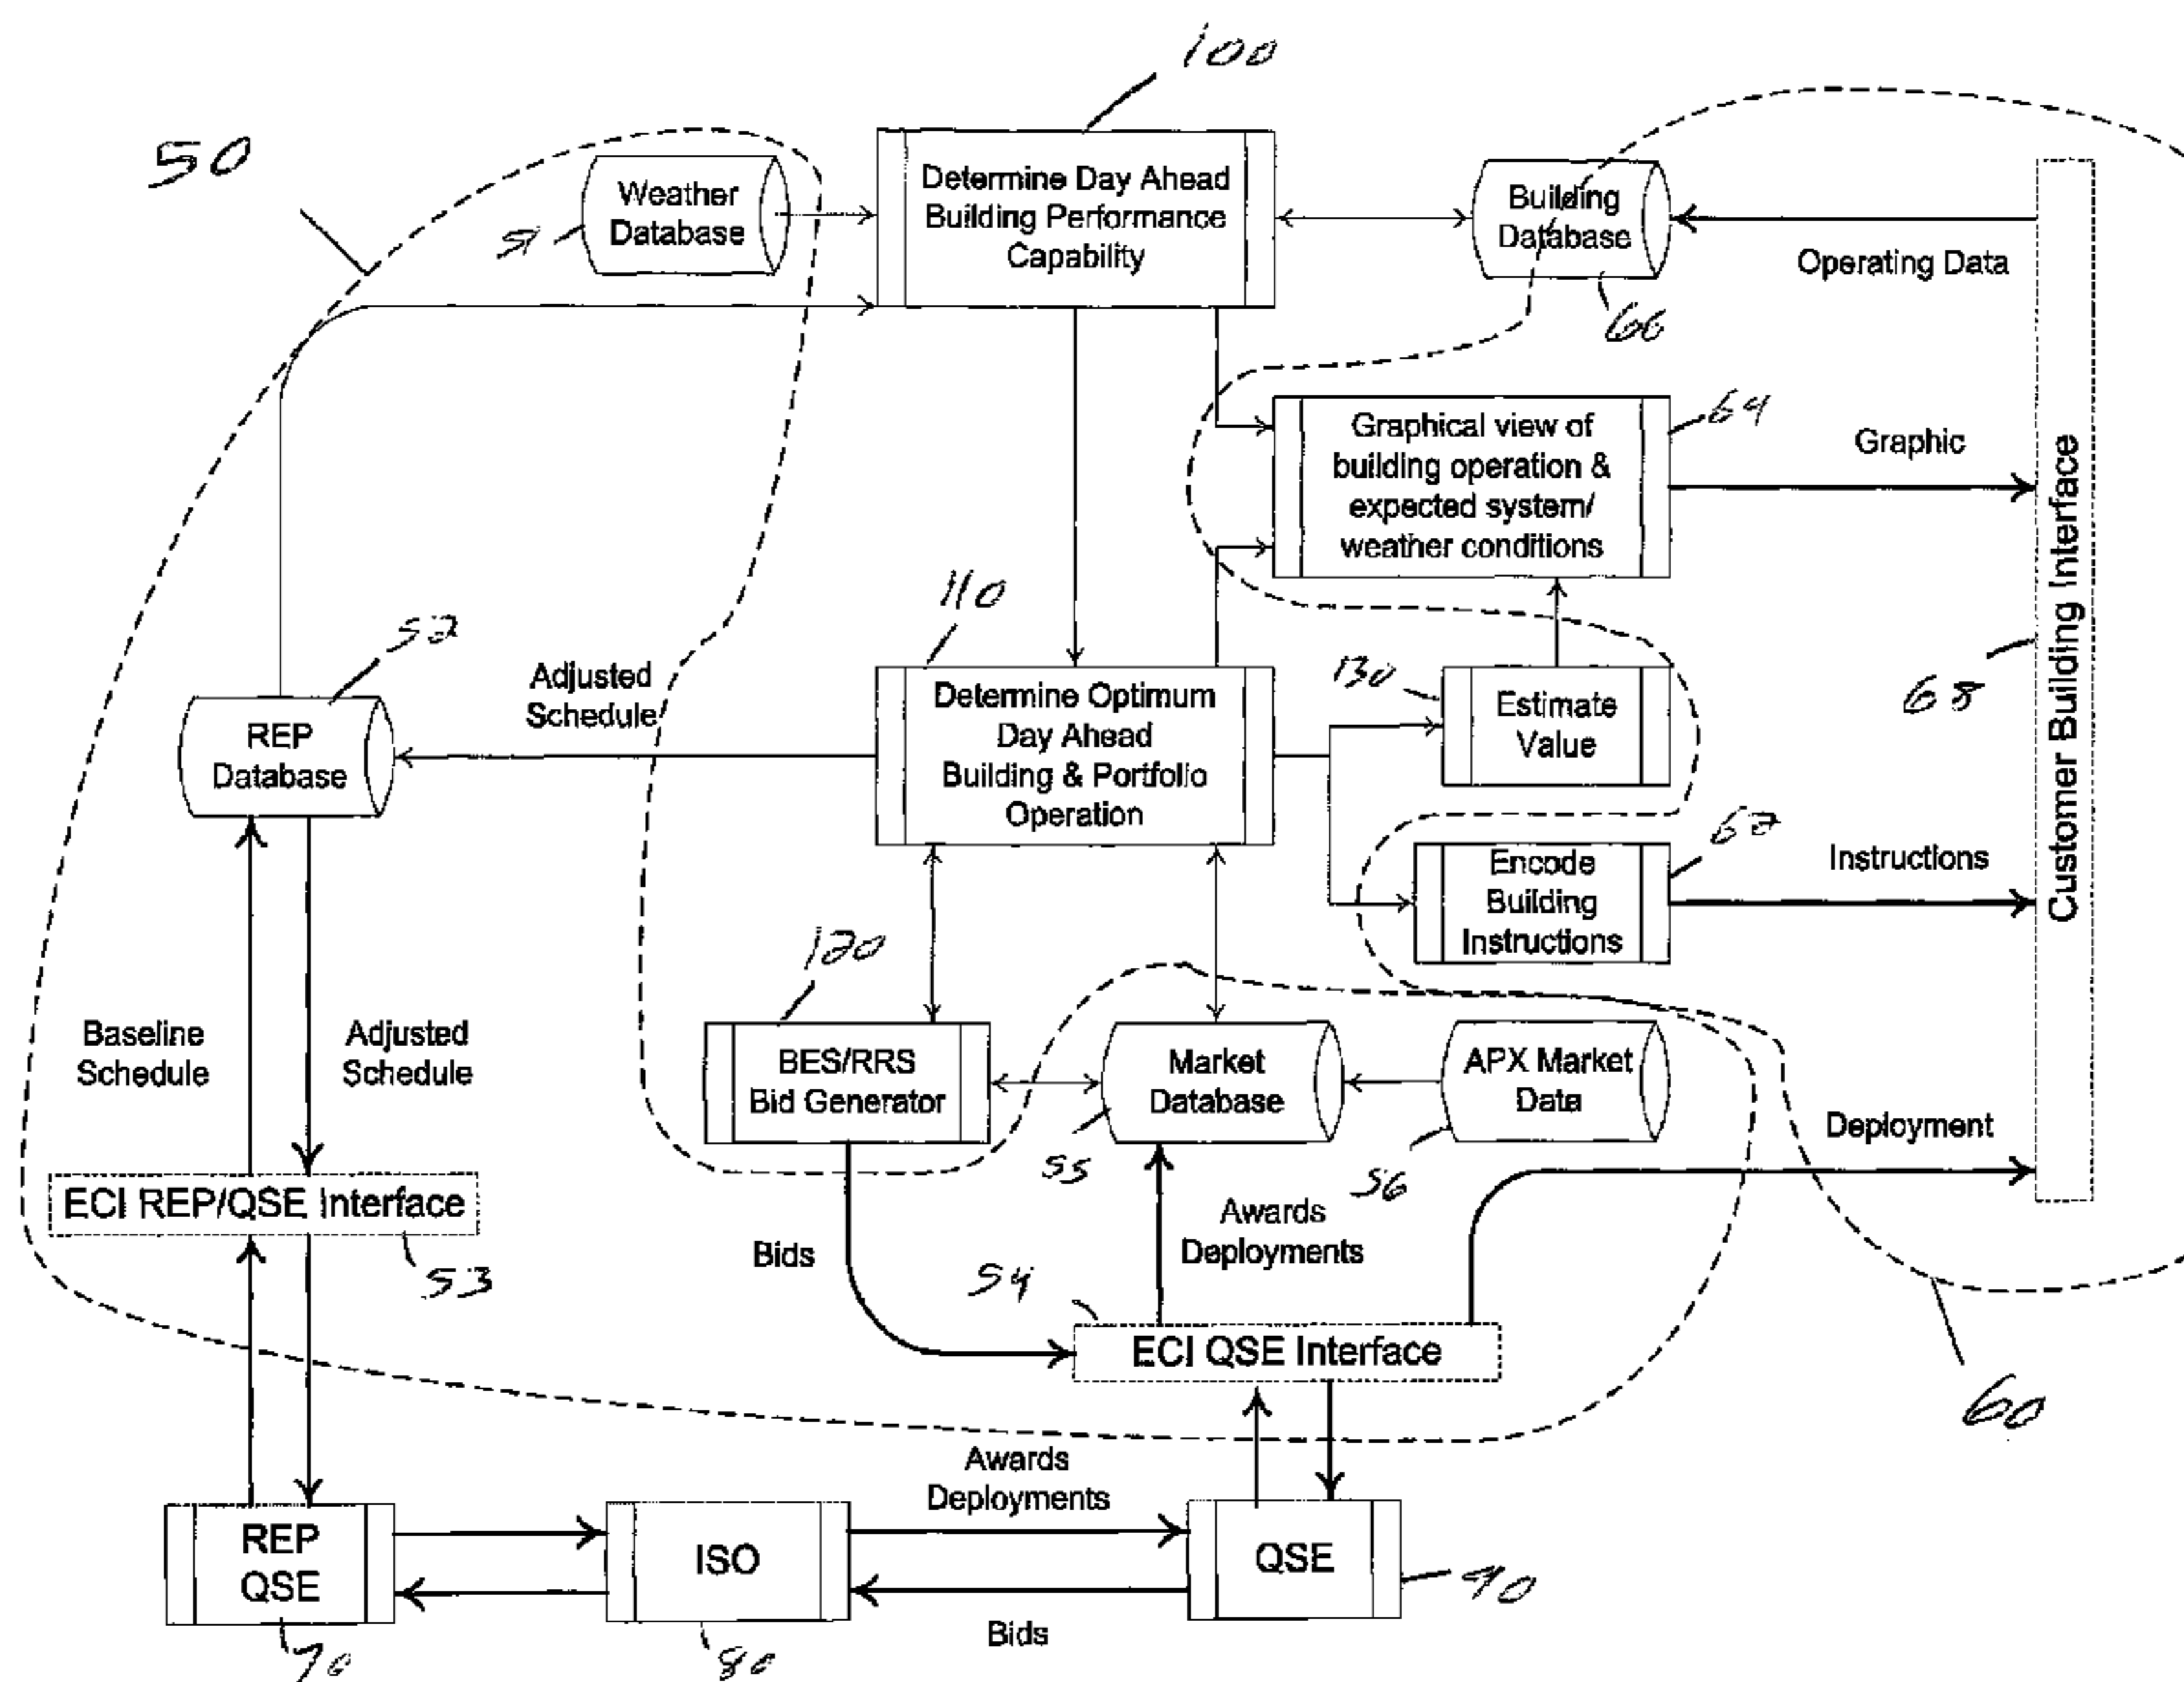 100
50
Weather
Database
51
Determine Day Ahead
Building Performance
Capability
Building
Database
66
Operating Data
Graphical view of
building operation &
expected system/
weather conditions
64
Graphic
Customer Building Interface
68
110
52
REP
Database
Adjusted
Schedule
Determine Optimum
Day Ahead
Building & Portfolio
Operation
130
Estimate
Value
62
Encode
Building
Instructions
Instructions
120
Baseline
Schedule
Adjusted
Schedule
BES/RRS
Bid Generator
Market
Database
55
APX Market
Data
56
Deployment
ECI REP/QSE Interface
53
Bids
Awards
Deployments
54
ECI QSE Interface
60
Awards
Deployments
REP
QSE
70
ISO
80
Bids
QSE
90